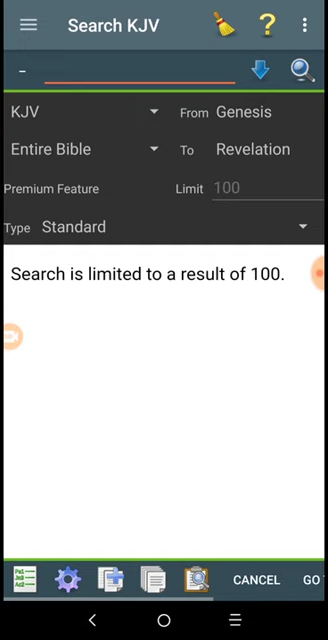 Search KJV
KJV From Genesis
Entire Bible To Revelation
Premium Feature Limit 100
Type Standard
Search is limited to a result of 100.
CANCEL GO